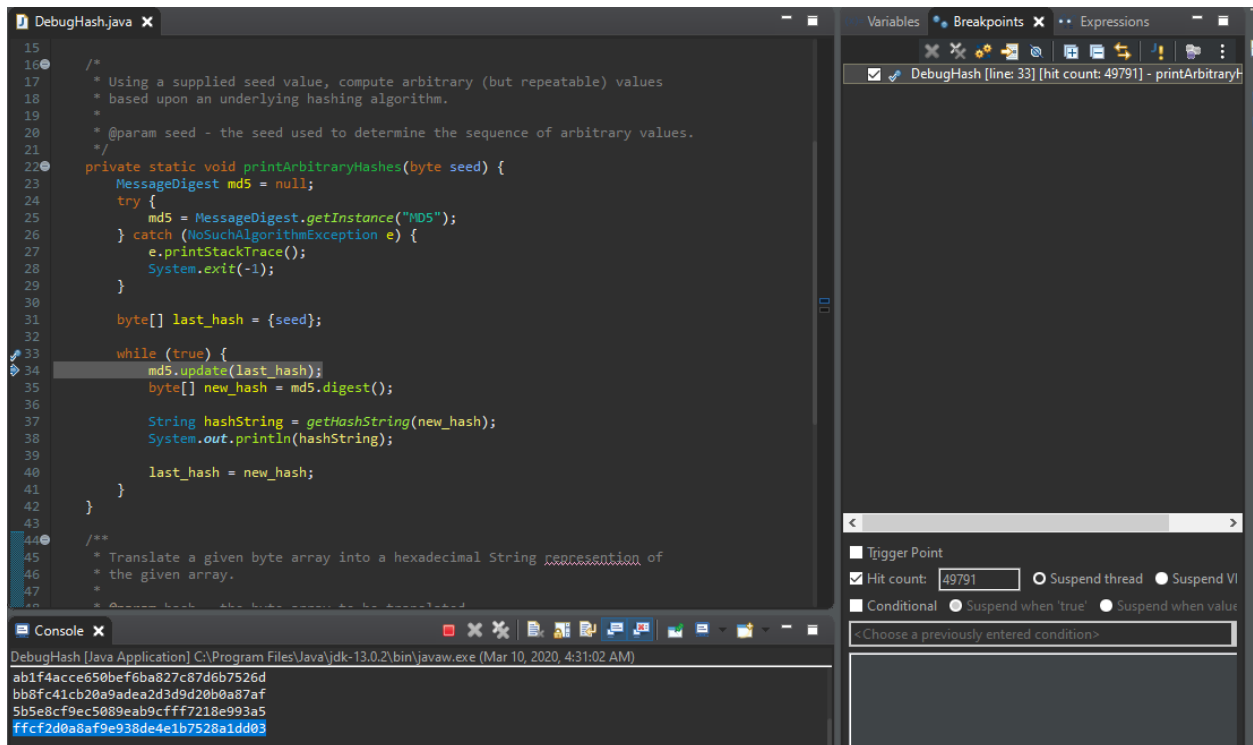 DebugHash.java
15
16 /*
17 * Using a supplied seed value, compute arbitrary (but repeatable) values
18 * based upon an underlying hashing algorithm.
19 *
20 * @param seed - the seed used to determine the sequence of arbitrary values.
21 */
22 private static void printArbitraryHashes(byte seed) {
23 MessageDigest md5 = null;
24 try {
25 md5 = MessageDigest.getInstance("MD5");
26 } catch (NoSuchAlgorithmException e) {
27 e.printStackTrace();
28 System.exit(-1);
29 }
30
31 byte[] last_hash = {seed};
32
33 while (true) {
34 md5.update(last_hash);
35 byte[] new_hash = md5.digest();
36
37 String hashString = getHashString(new_hash);
38 System.out.println(hashString);
39
40 last_hash = new_hash;
41 }
42 }
43
44 /**
45 * Translate a given byte array into a hexadecimal String represention of
46 * the given array.
47 *
Console
DebugHash [Java Application] C:\Program Files\Java\jdk-13.0.2\bin\javaw.exe (Mar 10, 2020, 4:31:02 AM)
ab1f4acce650bef6ba827c87d6b7526d
bb8fc41cb20a9adea2d3d9d20b0a87af
5b5e8cf9ec5089eab9cfff7218e993a5
ffcf2d0a8af9e938de4e1b7528a1dd03
Variables Breakpoints Expressions
DebugHash [line: 33] [hit count: 49791] - printArbitraryH
Trigger Point
Hit count: 49791 Suspend thread Suspend VI
Conditional Suspend when 'true' Suspend when value
<Choose a previously entered condition>